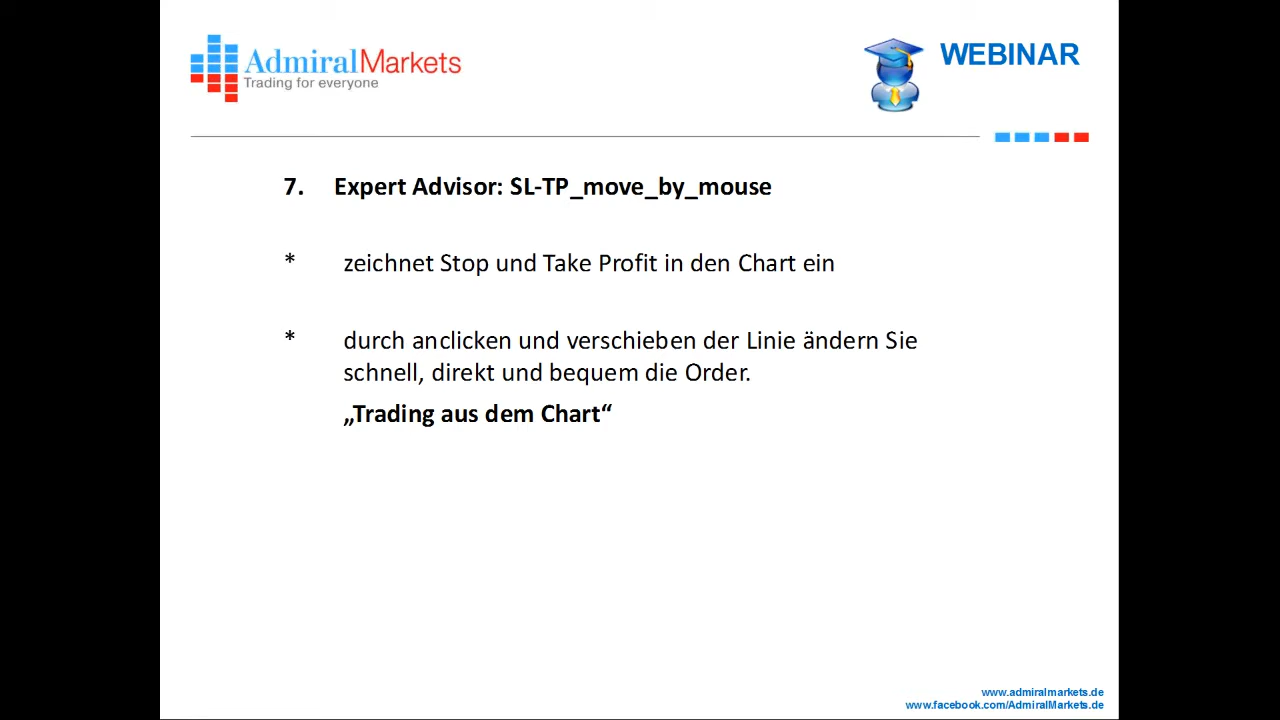 AdmiralMarkets
Trading for everyone
WEBINAR
7. Expert Advisor: SL-TP_move_by_mouse
* zeichnet Stop und Take Profit in den Chart ein
* durch anclicken und verschieben der Linie ändern Sie
schnell, direkt und bequem die Order.
„Trading aus dem Chart“
www.admiralmarkets.de
www.facebook.com/AdmiralMarkets.de